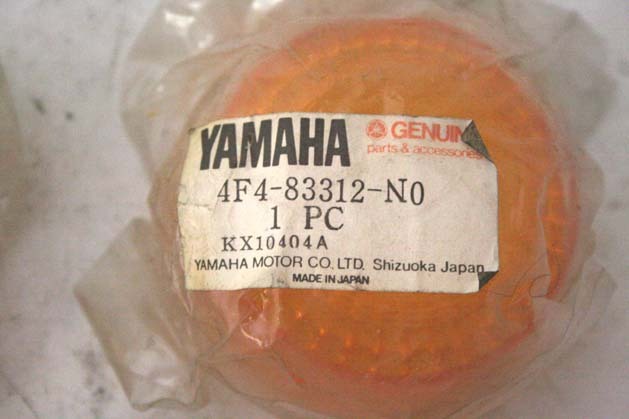 YAMAHA GENUIN
parts & accessories
4F4-83312-N0
1 PC
KX10404A
YAMAHA MOTOR CO., LTD. Shizuoka Japan
MADE IN JAPAN